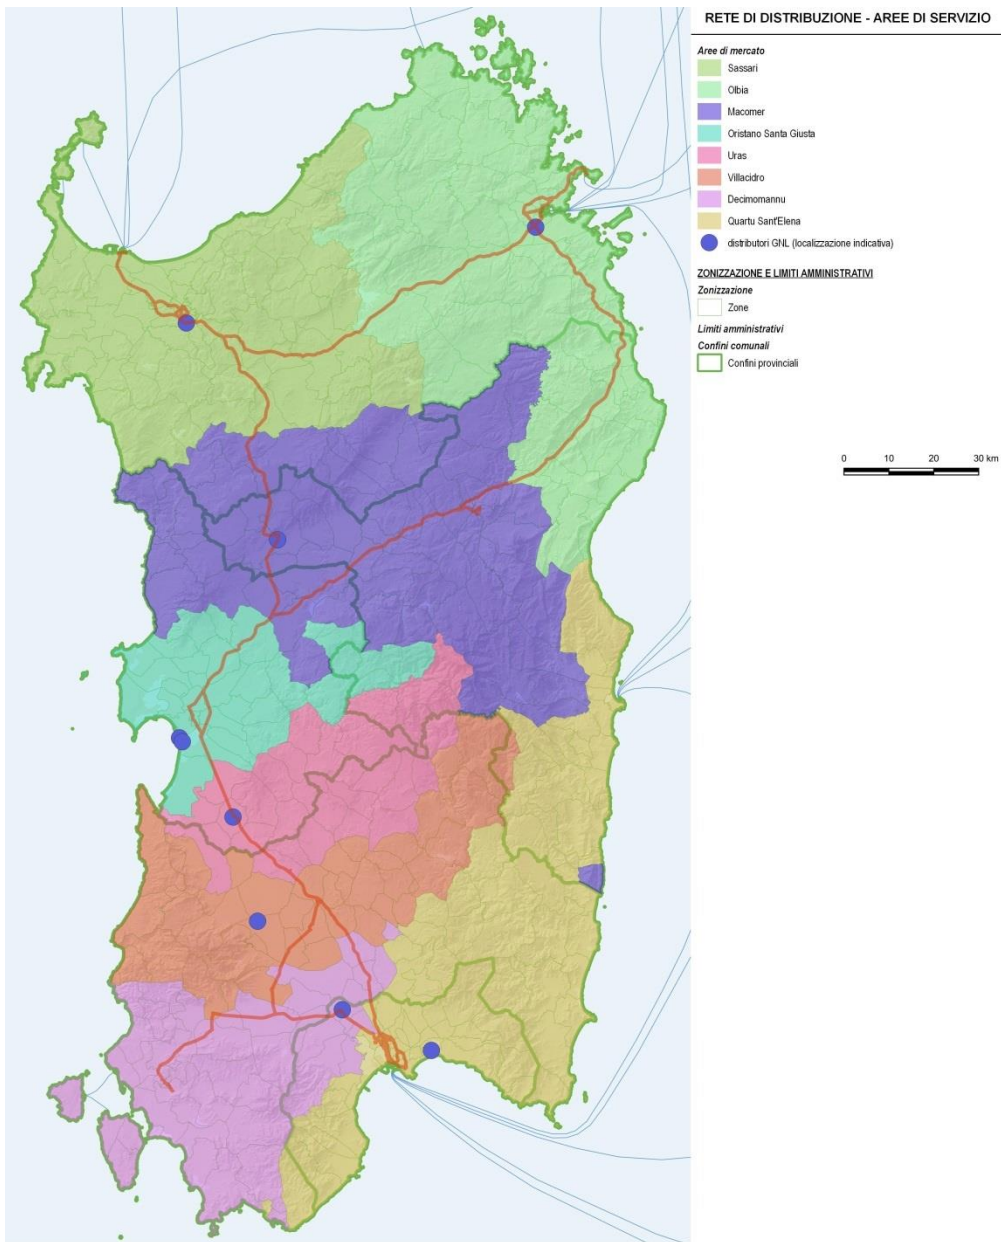 RETE DI DISTRIBUZIONE - AREE DI SERVIZIO
Aree di mercato
Sassari
Olbia
Macomer
Oristano Santa Giusta
Uras
Villacidro
Decimomannu
Quartu Sant'Elena
distributori GNL (localizzazione indicativa)
ZONIZZAZIONE E LIMITI AMMINISTRATIVI
Zonizzazione
Zone
Limiti amministrativi
Confini comunali
Confini provinciali
0 10 20 30 km